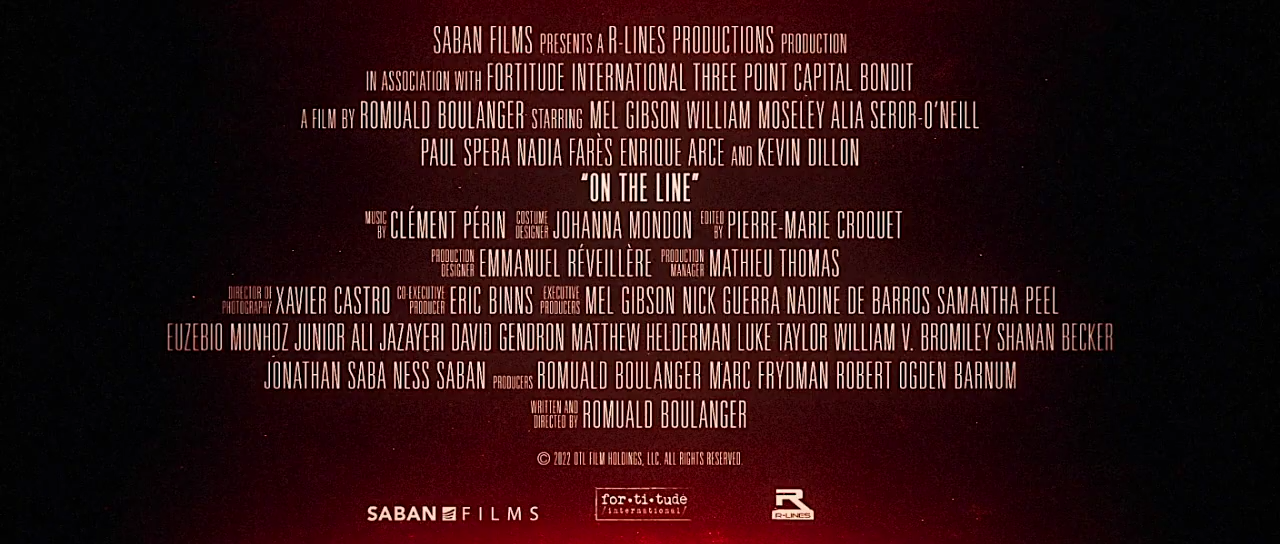 SABAN FILMS PRESENTS A R-LINES PRODUCTIONS PRODUCTION
IN ASSOCIATION WITH FORTITUDE INTERNATIONAL THREE POINT CAPITAL BONDIT
A FILM BY ROMUALD BOULANGER STARRING MEL GIBSON WILLIAM MOSELEY ALIA SEROR-O'NEILL
PAUL SPERA NADIA FARÈS ENRIQUE ARCE AND KEVIN DILLON
"ON THE LINE"
MUSIC BY CLÉMENT PÉRIN COSTUME DESIGNER JOHANNA MONDON EDITED BY PIERRE-MARIE CROQUET
PRODUCTION DESIGNER EMMANUEL RÉVEILLÈRE PRODUCTION MANAGER MATHIEU THOMAS
DIRECTOR OF PHOTOGRAPHY XAVIER CASTRO CO-EXECUTIVE PRODUCER ERIC BINNS EXECUTIVE PRODUCERS MEL GIBSON NICK GUERRA NADINE DE BARROS SAMANTHA PEEL
EUZEBIO MUNHOZ JUNIOR ALI JAZAYERI DAVID GENDRON MATTHEW HELDERMAN LUKE TAYLOR WILLIAM V. BROMILEY SHANAN BECKER
JONATHAN SABA NESS SABAN PRODUCERS ROMUALD BOULANGER MARC FRYDMAN ROBERT OGDEN BARNUM
WRITTEN AND DIRECTED BY ROMUALD BOULANGER
© 2022 OTL FILM HOLDINGS, LLC. ALL RIGHTS RESERVED.
SABAN FILMS
for•ti•tude
/international/
R
R-LINES